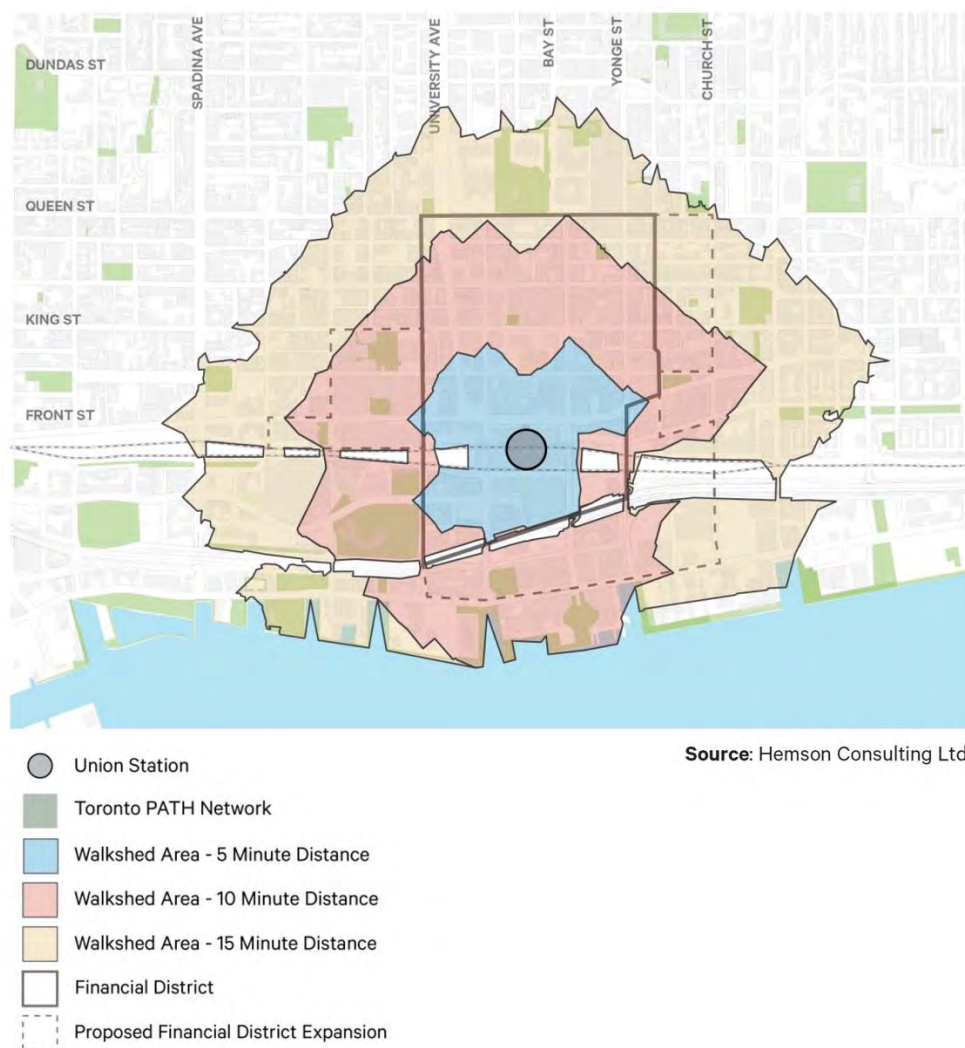 SPADINA AVE
UNIVERSITY AVE
BAY ST
YONGE ST
CHURCH ST
DUNDAS ST
QUEEN ST
KING ST
FRONT ST
Source: Hemson Consulting Ltd
Union Station
Toronto PATH Network
Walkshed Area - 5 Minute Distance
Walkshed Area - 10 Minute Distance
Walkshed Area - 15 Minute Distance
Financial District
Proposed Financial District Expansion